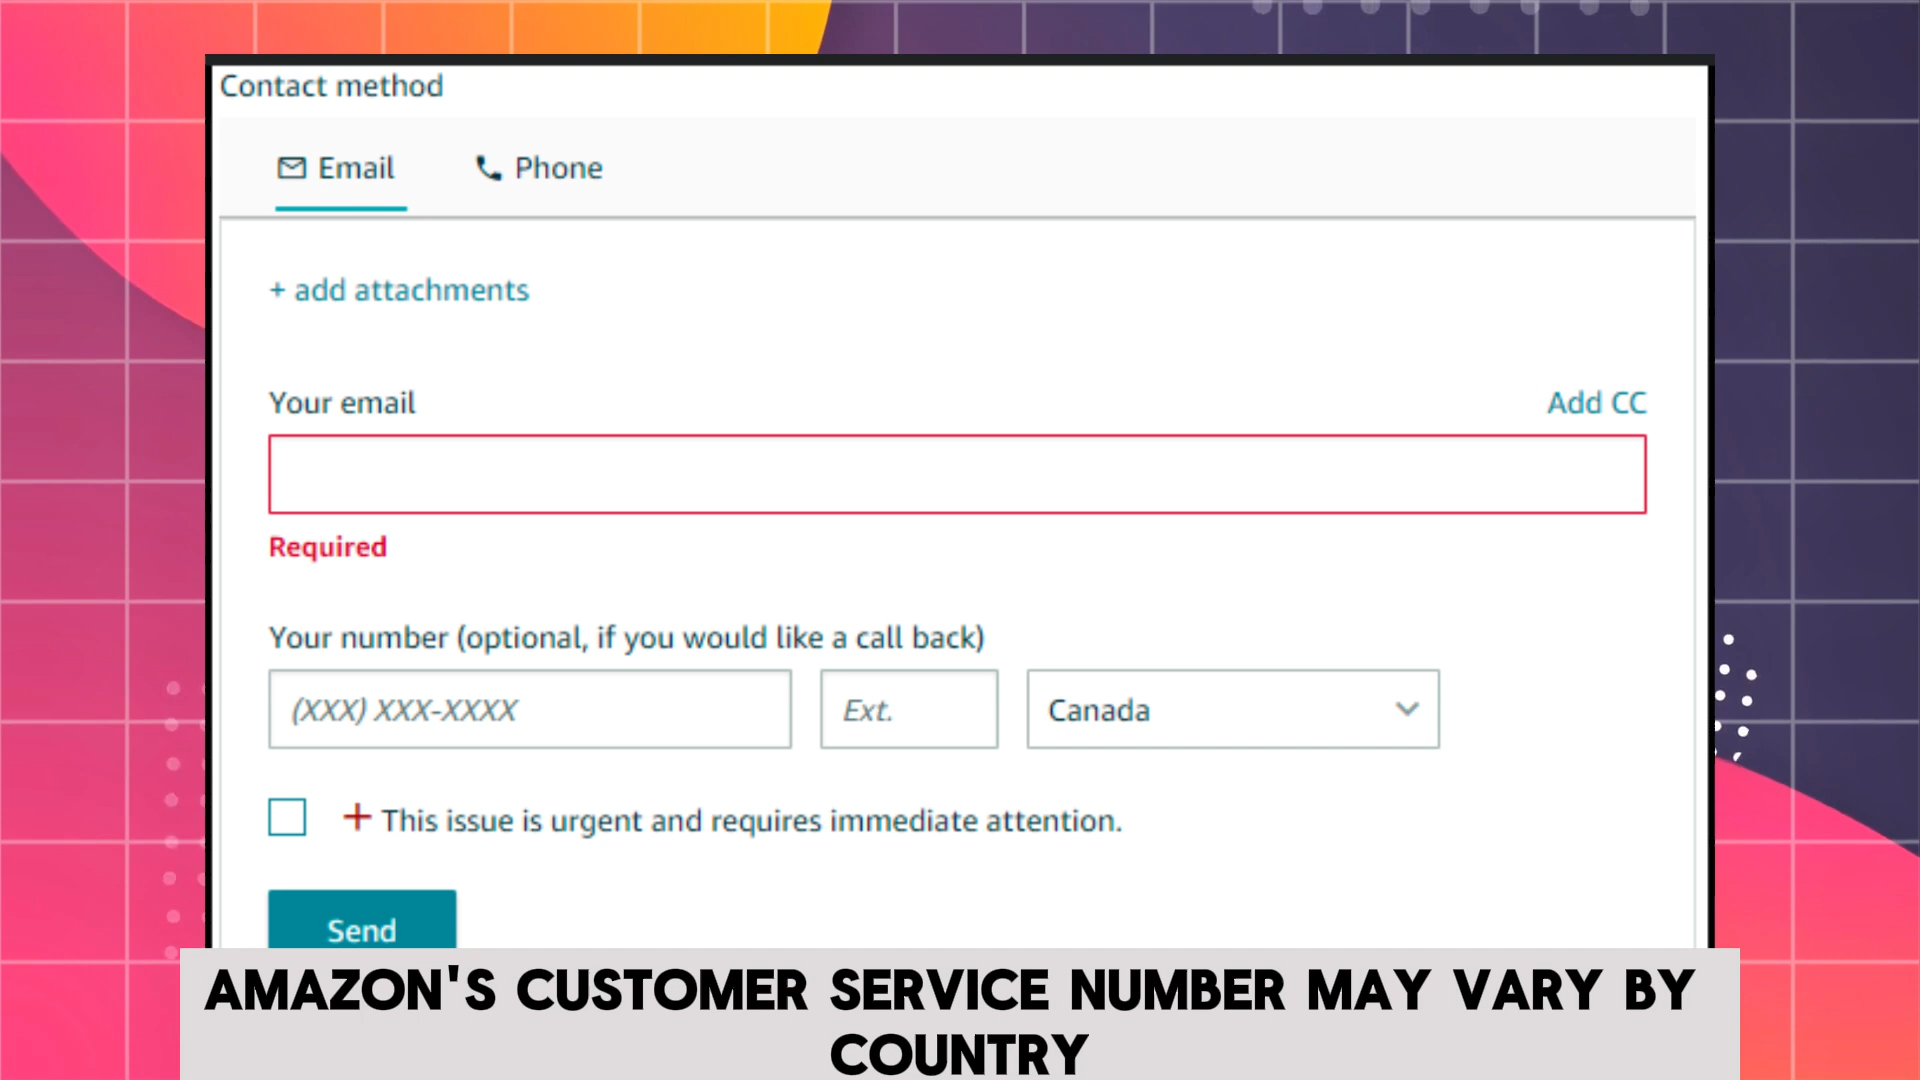 Contact method
Email Phone
+ add attachments
Your email Add CC
Required
Your number (optional, if you would like a call back)
(XXX) XXX-XXXX Ext. Canada
+ This issue is urgent and requires immediate attention.
Send
AMAZON'S CUSTOMER SERVICE NUMBER MAY VARY BY
COUNTRY